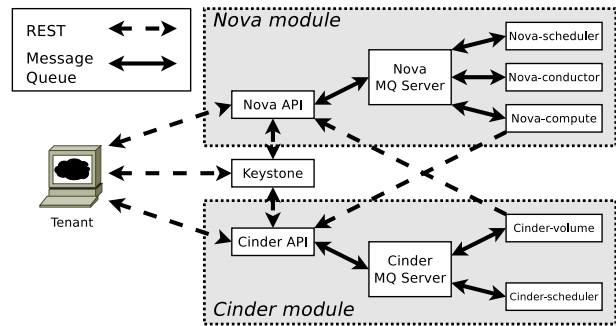 REST
Message
Queue
Nova module
Nova API
Nova
MQ Server
Nova-scheduler
Nova-conductor
Nova-compute
Keystone
Tenant
Cinder API
Cinder
MQ Server
Cinder-volume
Cinder-scheduler
Cinder module